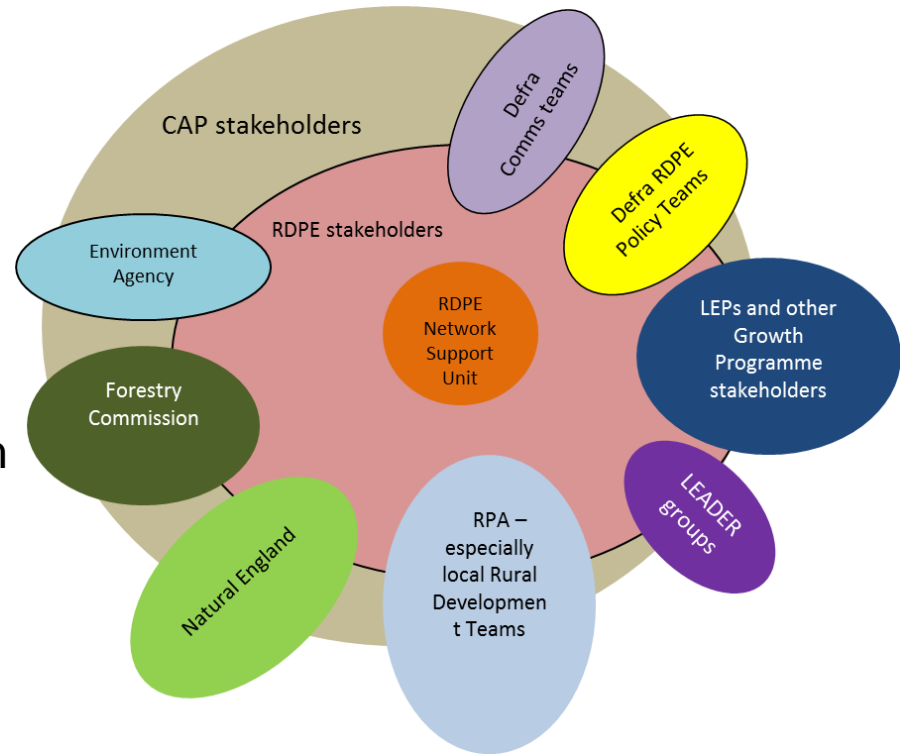 Defra
Comms teams
CAP stakeholders
Defra RDPE
Policy Teams
RDPE stakeholders
Environment
Agency
RDPE
Network
Support
Unit
LEPs and other
Growth
Programme
stakeholders
Forestry
Commission
n
LEADER
groups
RPA –
especially
local Rural
Developmen
t Teams
Natural England